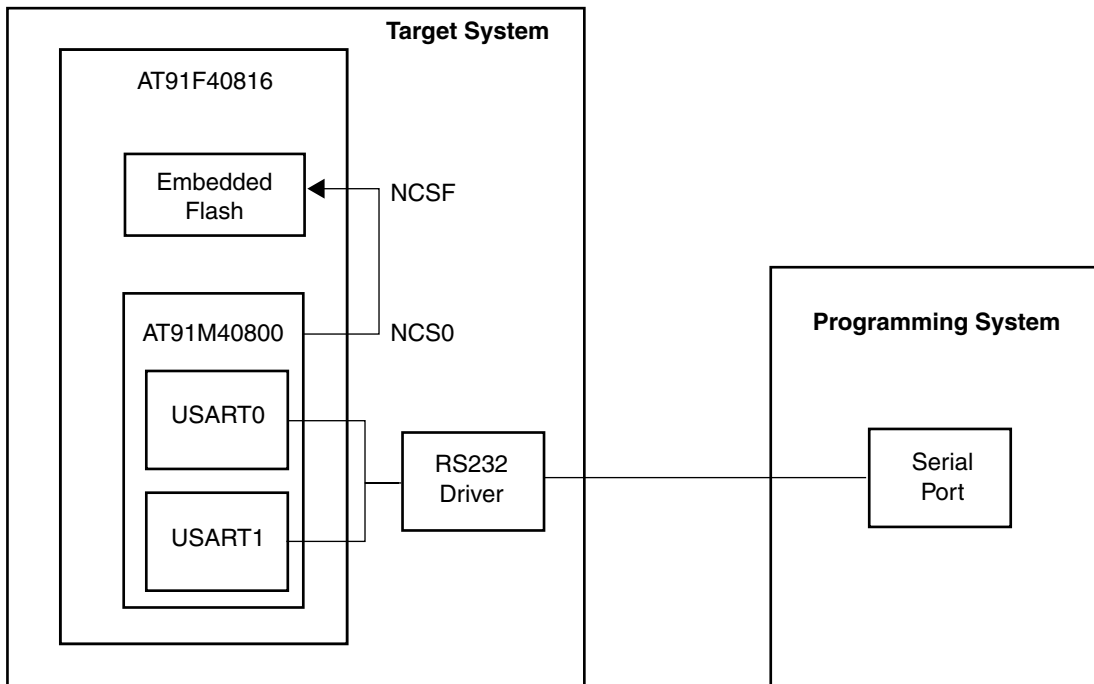 Target System
AT91F40816
Embedded
Flash
NCSF
AT91M40800
NCS0
USART0
USART1
RS232
Driver
Programming System
Serial
Port